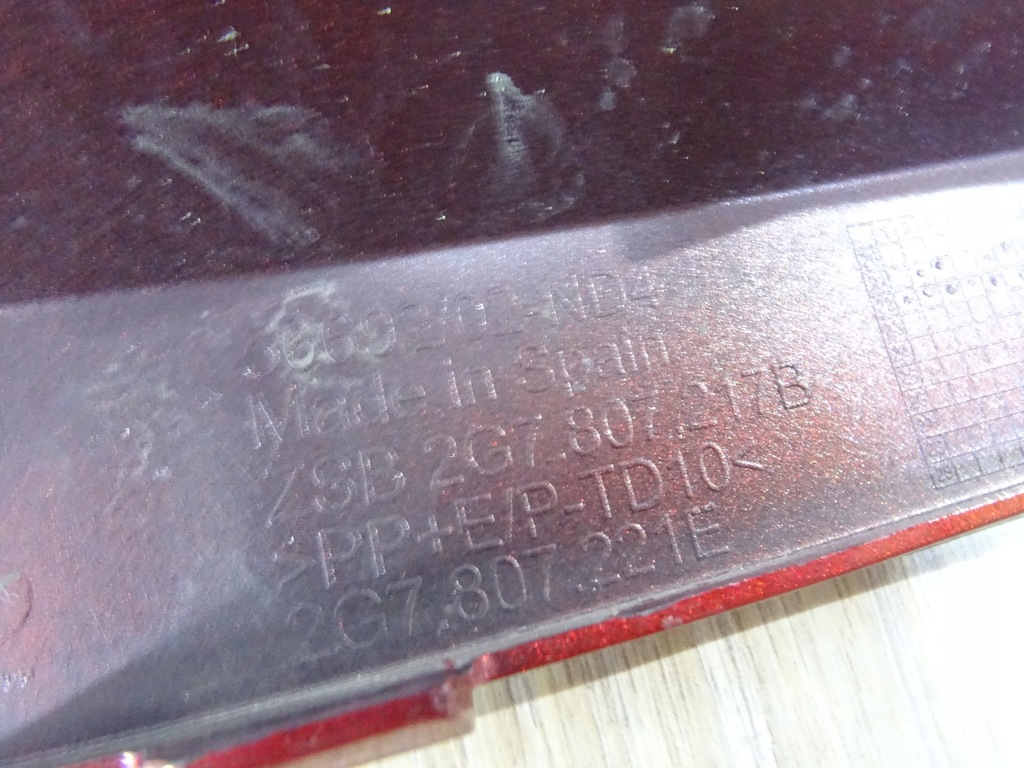 Made in Spain
ZSB 2G7.807.217B
>PP+E/P-TD10<
2G7.807.221E